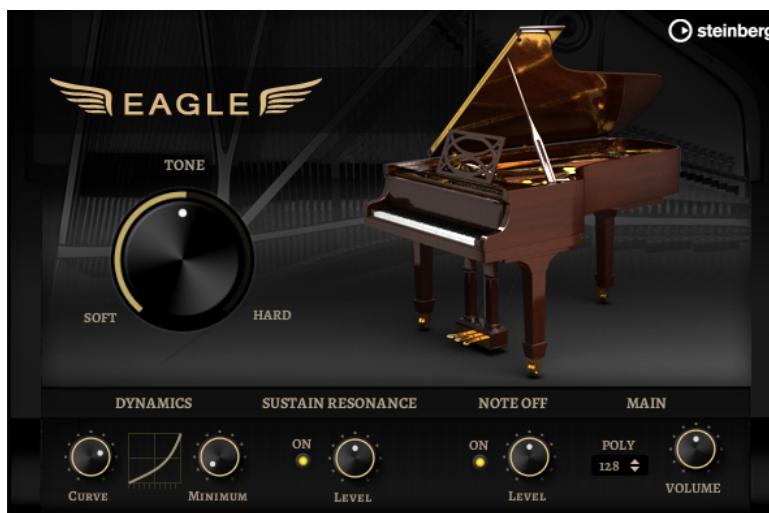 steinberg
EAGLE
TONE
SOFT
HARD
DYNAMICS
SUSTAIN RESONANCE
NOTE OFF
MAIN
CURVE
MINIMUM
ON
LEVEL
ON
LEVEL
POLY
128
VOLUME